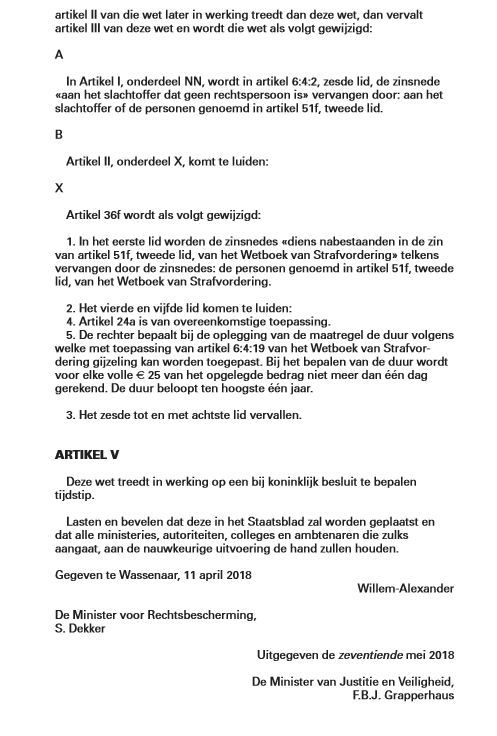 artikel II van die wet later in werking treedt dan deze wet, dan vervalt
artikel III van deze wet en wordt die wet als volgt gewijzigd:
A
In Artikel I, onderdeel NN, wordt in artikel 6:4:2, zesde lid, de zinsnede
«aan het slachtoffer dat geen rechtspersoon is» vervangen door: aan het
slachtoffer of de personen genoemd in artikel 51f, tweede lid.
B
Artikel II, onderdeel X, komt te luiden:
X
Artikel 36f wordt als volgt gewijzigd:
1. In het eerste lid worden de zinsnedes «diens nabestaanden in de zin
van artikel 51f, tweede lid, van het Wetboek van Strafvordering» telkens
vervangen door de zinsnedes: de personen genoemd in artikel 51f, tweede
lid, van het Wetboek van Strafvordering.
2. Het vierde en vijfde lid komen te luiden:
4. Artikel 24a is van overeenkomstige toepassing.
5. De rechter bepaalt bij de oplegging van de maatregel de duur volgens
welke met toepassing van artikel 6:4:19 van het Wetboek van Strafvor-
dering gijzeling kan worden toegepast. Bij het bepalen van de duur wordt
voor elke volle € 25 van het opgelegde bedrag niet meer dan één dag
gerekend. De duur beloopt ten hoogste één jaar.
3. Het zesde tot en met achtste lid vervallen.
ARTIKEL V
Deze wet treedt in werking op een bij koninklijk besluit te bepalen
tijdstip.
Lasten en bevelen dat deze in het Staatsblad zal worden geplaatst en
dat alle ministeries, autoriteiten, colleges en ambtenaren die zulks
aangaat, aan de nauwkeurige uitvoering de hand zullen houden.
Gegeven te Wassenaar, 11 april 2018
Willem-Alexander
De Minister voor Rechtsbescherming,
S. Dekker
Uitgegeven de zeventiende mei 2018
De Minister van Justitie en Veiligheid,
F.B.J. Grapperhaus